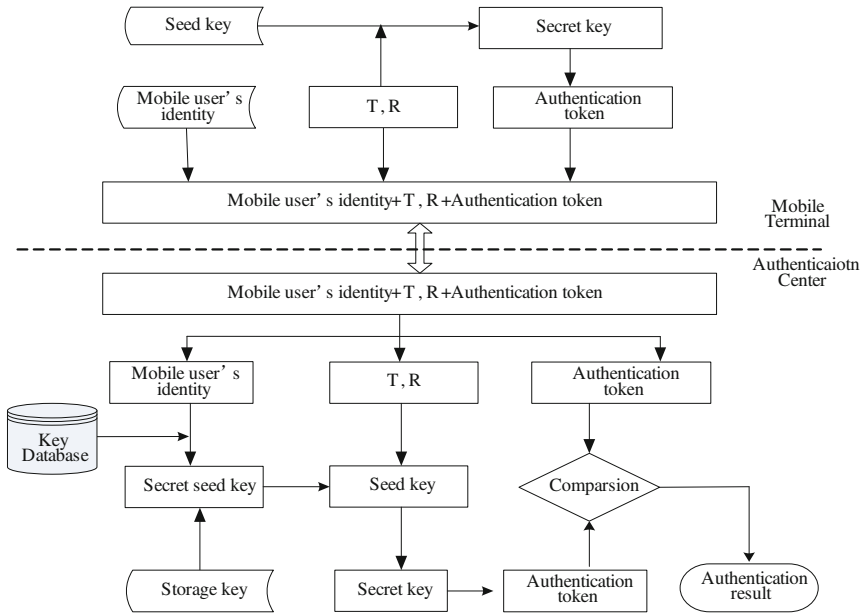 Seed key
Secret key
Mobile user’s
identity
T, R
Authentication
token
Mobile user’s identity+T, R+Authentication token
Mobile
Terminal
Authenticaiotn
Center
Mobile user’s identity+T, R+Authentication token
Mobile user’s
identity
T, R
Authentication
token
Key
Database
Secret seed key
Seed key
Comparsion
Storage key
Secret key
Authentication
token
Authentication
result